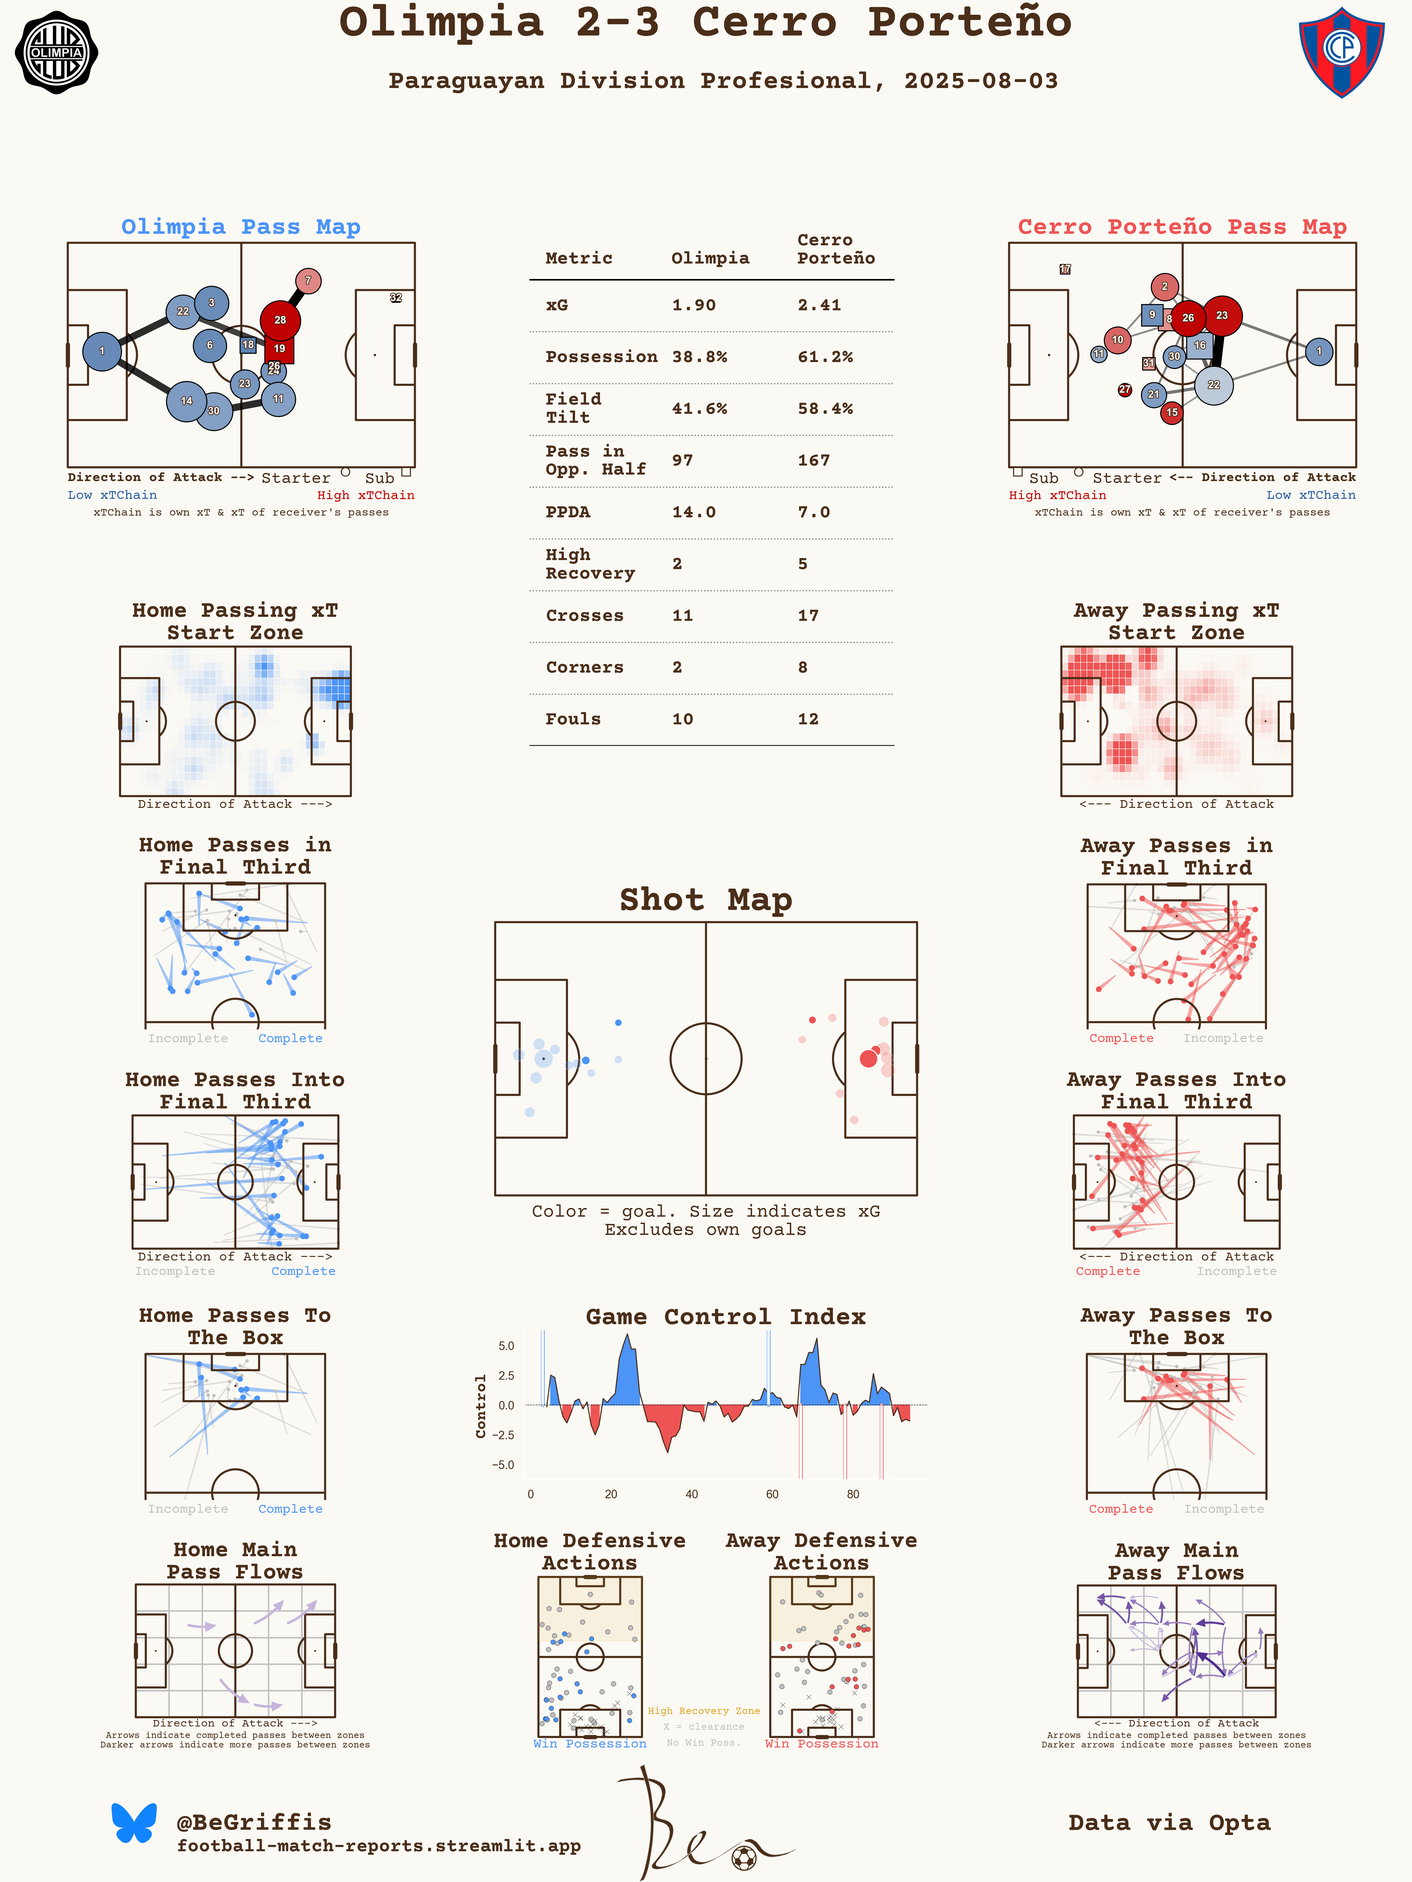 Olimpia 2-3 Cerro Porteño
Paraguayan Division Profesional, 2025-08-03
OLIMPIA
CCP
Olimpia Pass Map
7
32
3
22
28
1
6
18
19
26
24
23
14
30
11
Direction of Attack --> Starter Sub
Low xTChain High xTChain
xTChain is own xT & xT of receiver's passes
Metric Olimpia Cerro Porteño
xG 1.90 2.41
Possession 38.8% 61.2%
Field Tilt 41.6% 58.4%
Pass in Opp. Half 97 167
PPDA 14.0 7.0
High Recovery 2 5
Crosses 11 17
Corners 2 8
Fouls 10 12
Cerro Porteño Pass Map
17
2
9
8
26
23
10
11
30
16
1
31
27
21
22
15
Sub Starter <-- Direction of Attack
High xTChain Low xTChain
xTChain is own xT & xT of receiver's passes
Home Passing xT
Start Zone
Direction of Attack --->
Away Passing xT
Start Zone
<--- Direction of Attack
Home Passes in
Final Third
Incomplete Complete
Away Passes in
Final Third
Complete Incomplete
Shot Map
Color = goal. Size indicates xG
Excludes own goals
Home Passes Into
Final Third
Direction of Attack --->
Incomplete Complete
Away Passes Into
Final Third
<--- Direction of Attack
Complete Incomplete
Home Passes To
The Box
Incomplete Complete
Game Control Index
Control
5.0
2.5
0.0
−2.5
−5.0
0 20 40 60 80
Away Passes To
The Box
Complete Incomplete
Home Main
Pass Flows
Direction of Attack --->
Arrows indicate completed passes between zones
Darker arrows indicate more passes between zones
Home Defensive
Actions
Win Possession
High Recovery Zone
X = clearance
No Win Poss.
Away Defensive
Actions
Win Possession
Away Main
Pass Flows
<--- Direction of Attack
Arrows indicate completed passes between zones
Darker arrows indicate more passes between zones
@BeGriffis
football-match-reports.streamlit.app
Ben
Data via Opta